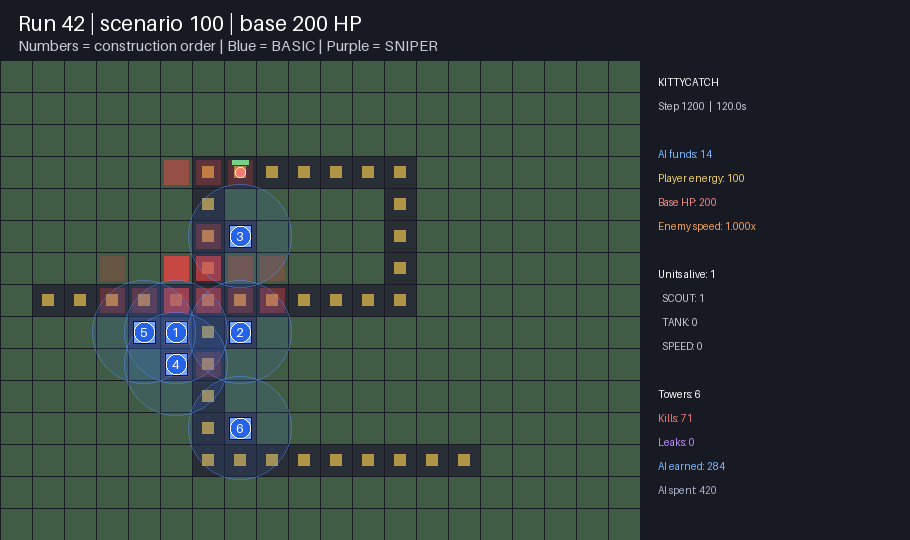 Run 42 | scenario 100 | base 200 HP
Numbers = construction order | Blue = BASIC | Purple = SNIPER
KITTYCATCH
Step 1200 | 120.0s
AI funds: 14
Player energy: 100
Base HP: 200
Enemy speed: 1.000x
Units alive: 1
SCOUT: 1
TANK: 0
SPEED: 0
Towers: 6
Kills: 71
Leaks: 0
AI earned: 284
AI spent: 420
3
5
1
2
4
6